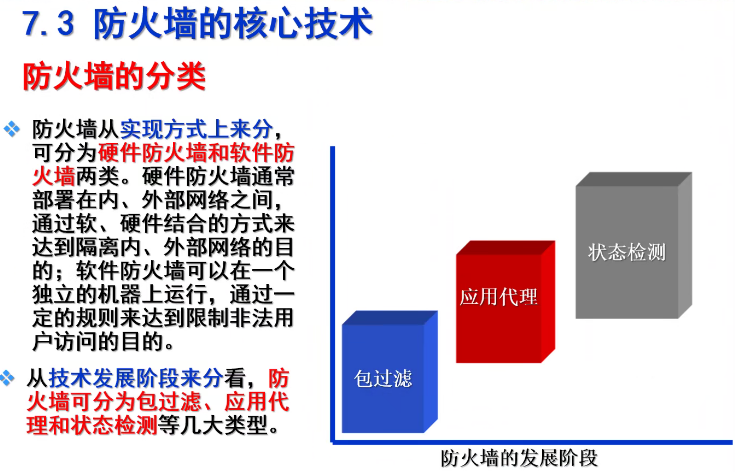 7.3 防火墙的核心技术
防火墙的分类
防火墙从实现方式上来分，
可分为硬件防火墙和软件防
火墙两类。硬件防火墙通常
部署在内、外部网络之间，
通过软、硬件结合的方式来
达到隔离内、外部网络的目
的；软件防火墙可以在一个
独立的机器上运行，通过一
定的规则来达到限制非法用
户访问的目的。
从技术发展阶段来分看，防
火墙可分为包过滤、应用代
理和状态检测等几大类型。
状态检测
应用代理
包过滤
防火墙的发展阶段